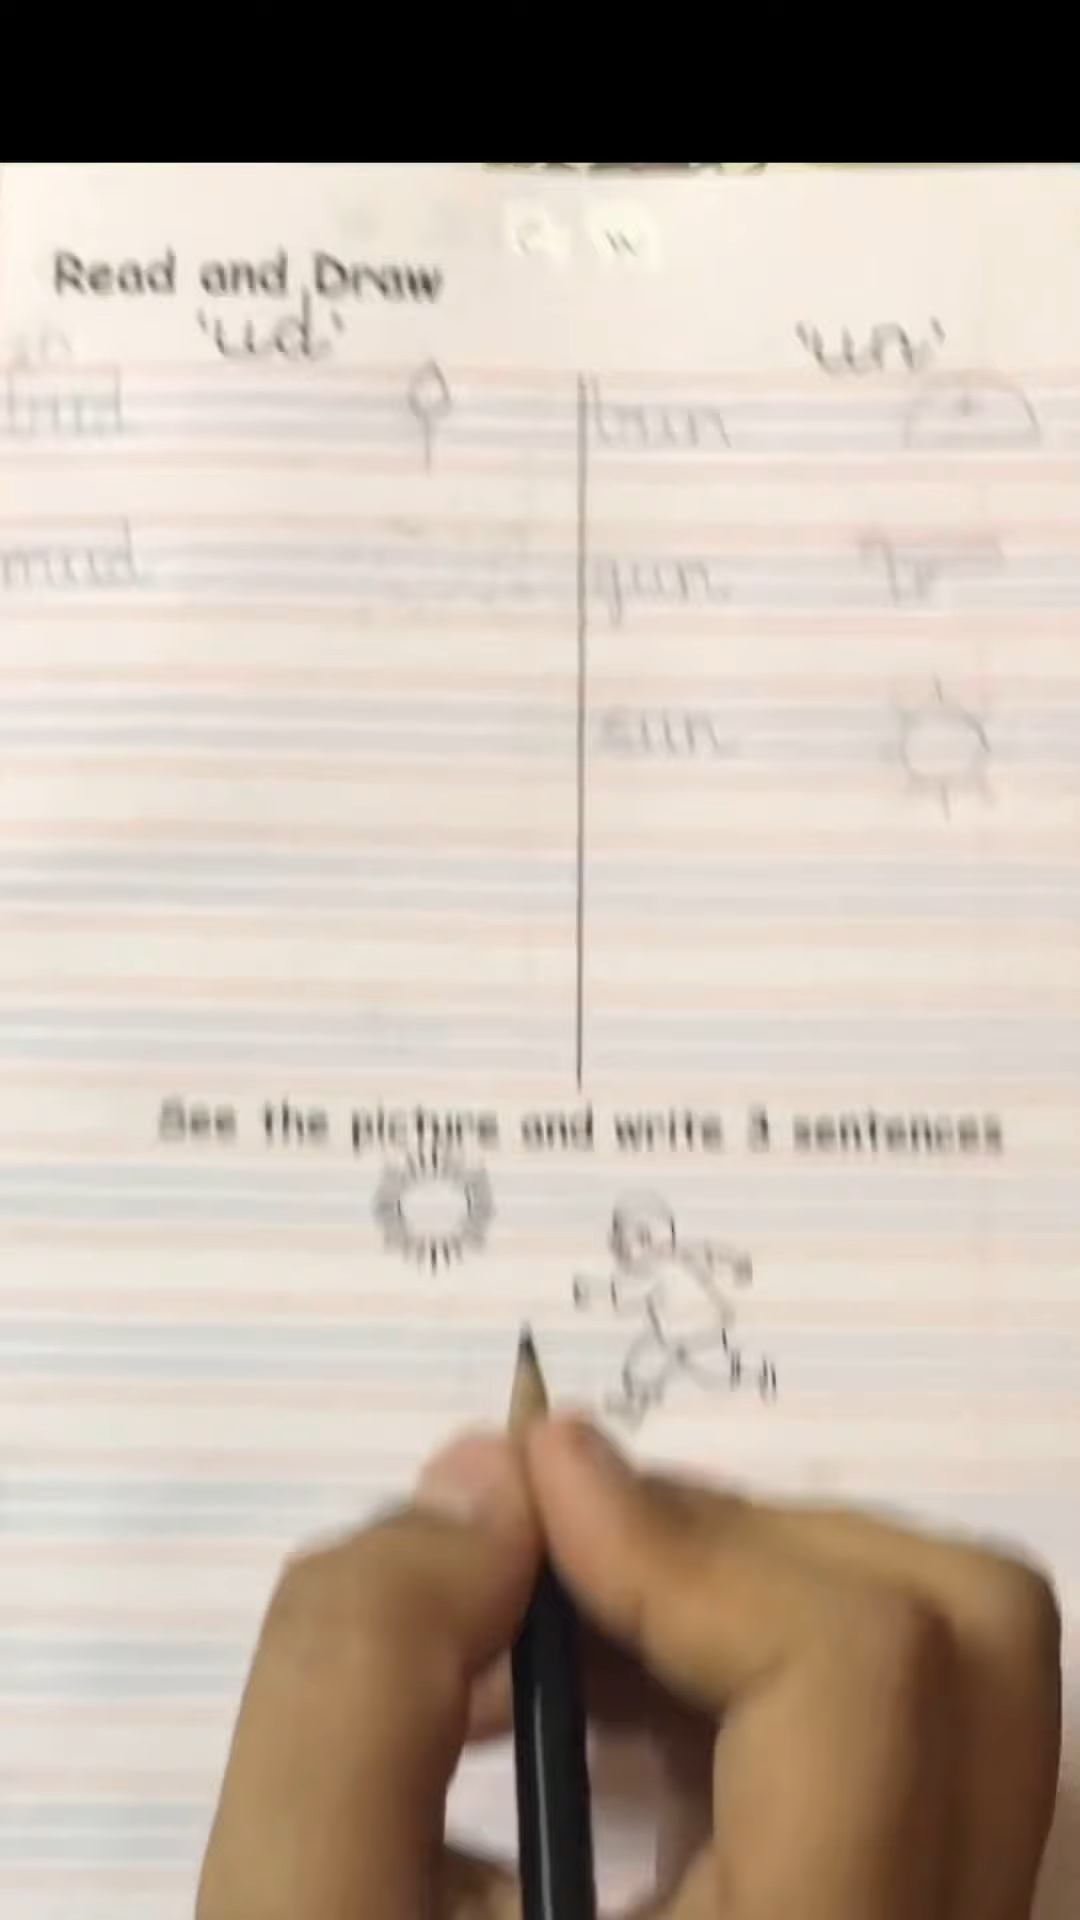 Read and Draw
'ud' 'un'
bud bun
mud gun
sun
See the picture and write 3 sentences